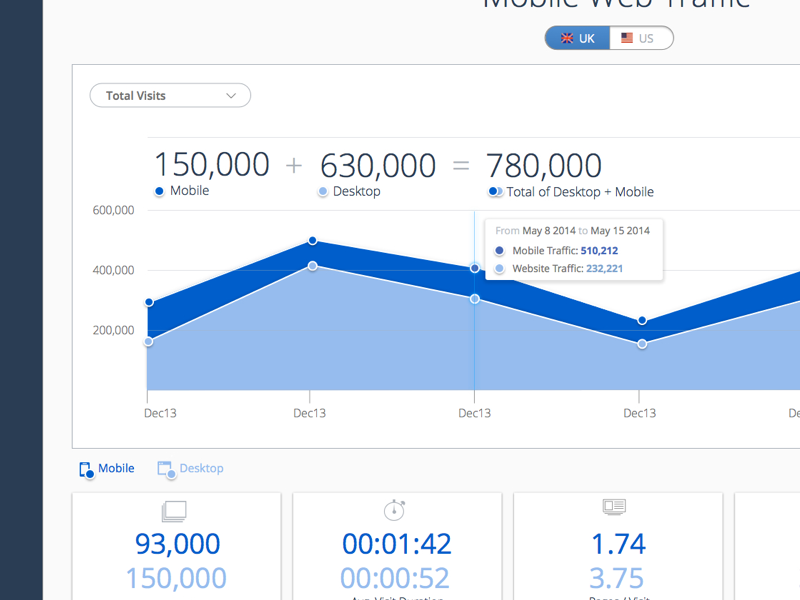 Mobile Web Traffic
UK US
Total Visits
150,000 + 630,000 = 780,000
Mobile Desktop Total of Desktop + Mobile
600,000
From May 8 2014 to May 15 2014
Mobile Traffic: 510,212
Website Traffic: 232,221
400,000
200,000
Dec13 Dec13 Dec13 Dec13 De
Mobile Desktop
93,000 00:01:42 1.74
150,000 00:00:52 3.75
Avg. Visit Duration Pages / Visit